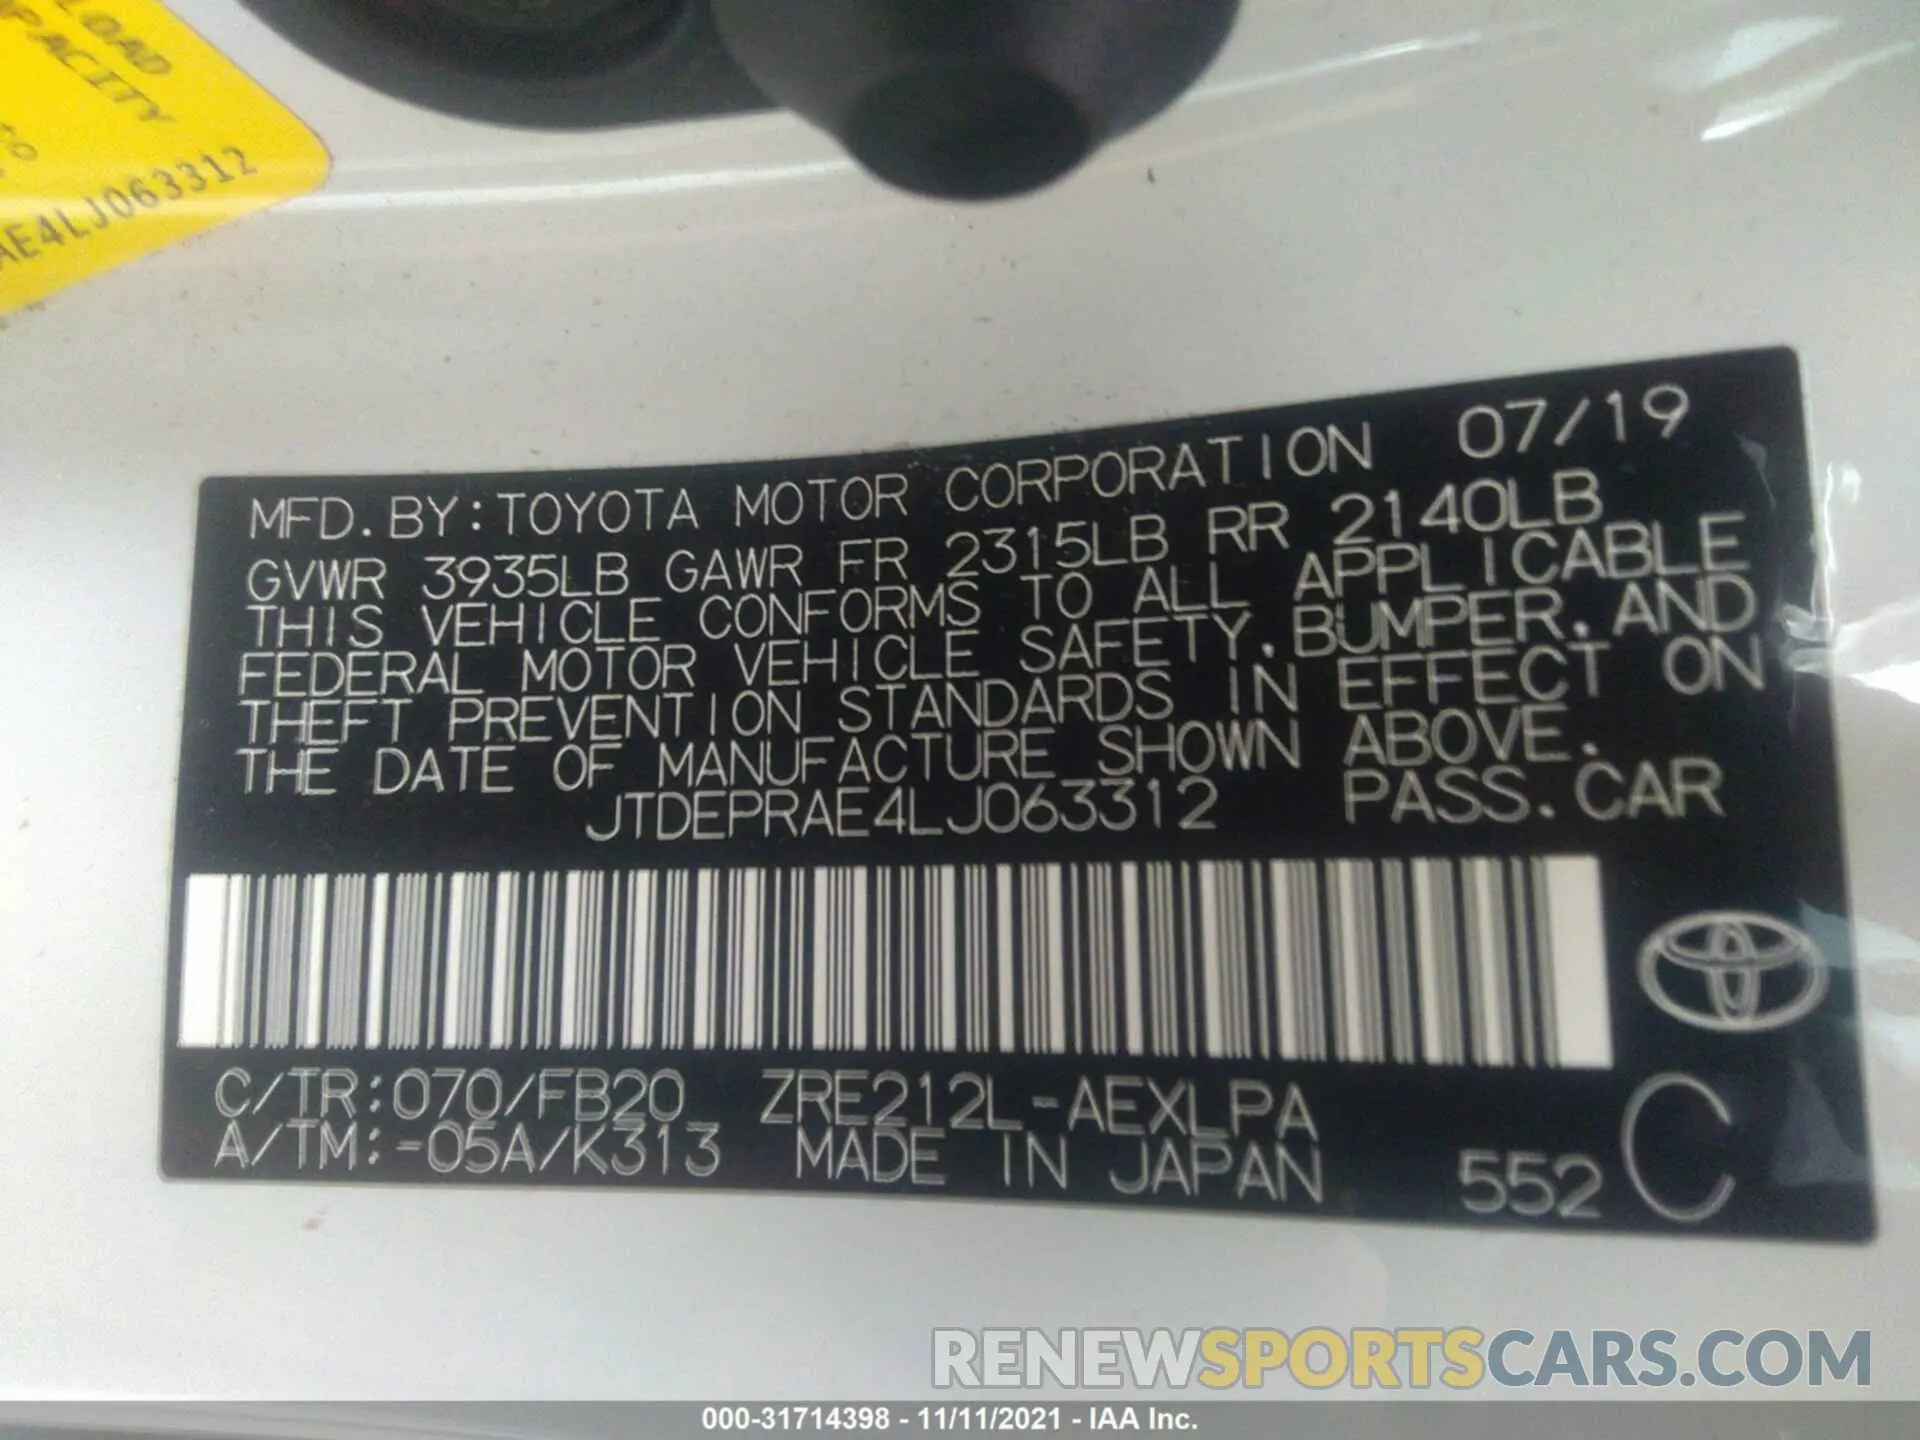 LOAD
PACITY
AE4LJ063312
MFD.BY:TOYOTA MOTOR CORPORATION 07/19
GVWR 3935LB GAWR FR 2315LB RR 2140LB
THIS VEHICLE CONFORMS TO ALL APPLICABLE
FEDERAL MOTOR VEHICLE SAFETY,BUMPER,AND
THEFT PREVENTION STANDARDS IN EFFECT ON
THE DATE OF MANUFACTURE SHOWN ABOVE.
JTDEPRAE4LJ063312 PASS.CAR
C/TR:070/FB20 ZRE212L-AEXLPA
A/TM:-05A/K313 MADE IN JAPAN 552 C
RENEWSPORTSCARS.COM
000-31714398 - 11/11/2021 - IAA Inc.